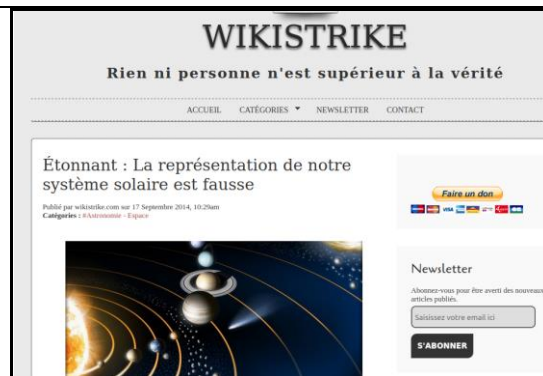 WIKISTRIKE
Rien ni personne n'est supérieur à la vérité
ACCUEIL CATÉGORIES NEWSLETTER CONTACT
Étonnant : La représentation de notre
système solaire est fausse
Publié par wikistrike.com sur 17 Septembre 2014, 10:29am
Catégories : #Astronomie - Espace
Faire un don
VISA
Newsletter
Abonnez-vous pour être averti des nouveaux
articles publiés.
Saisissez votre email ici
S'ABONNER